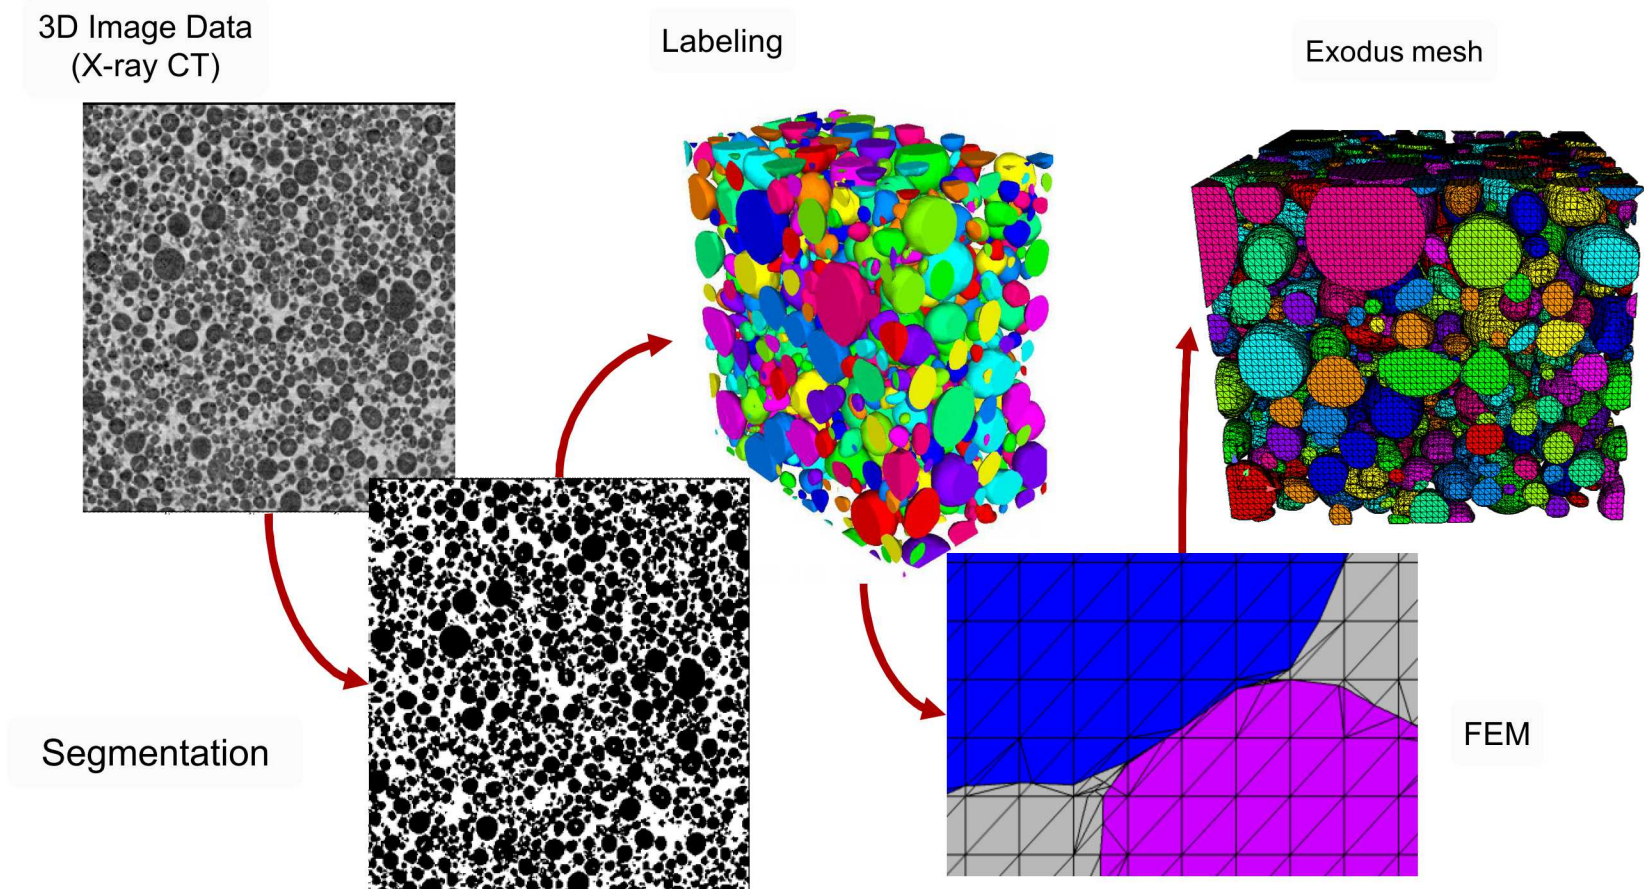 3D Image Data
(X-ray CT)
Labeling
Exodus mesh
Segmentation
FEM